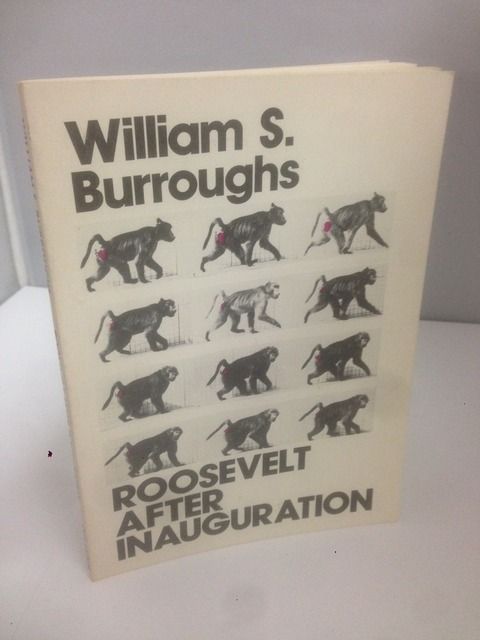 William S.
Burroughs
ROOSEVELT
AFTER
INAUGURATION